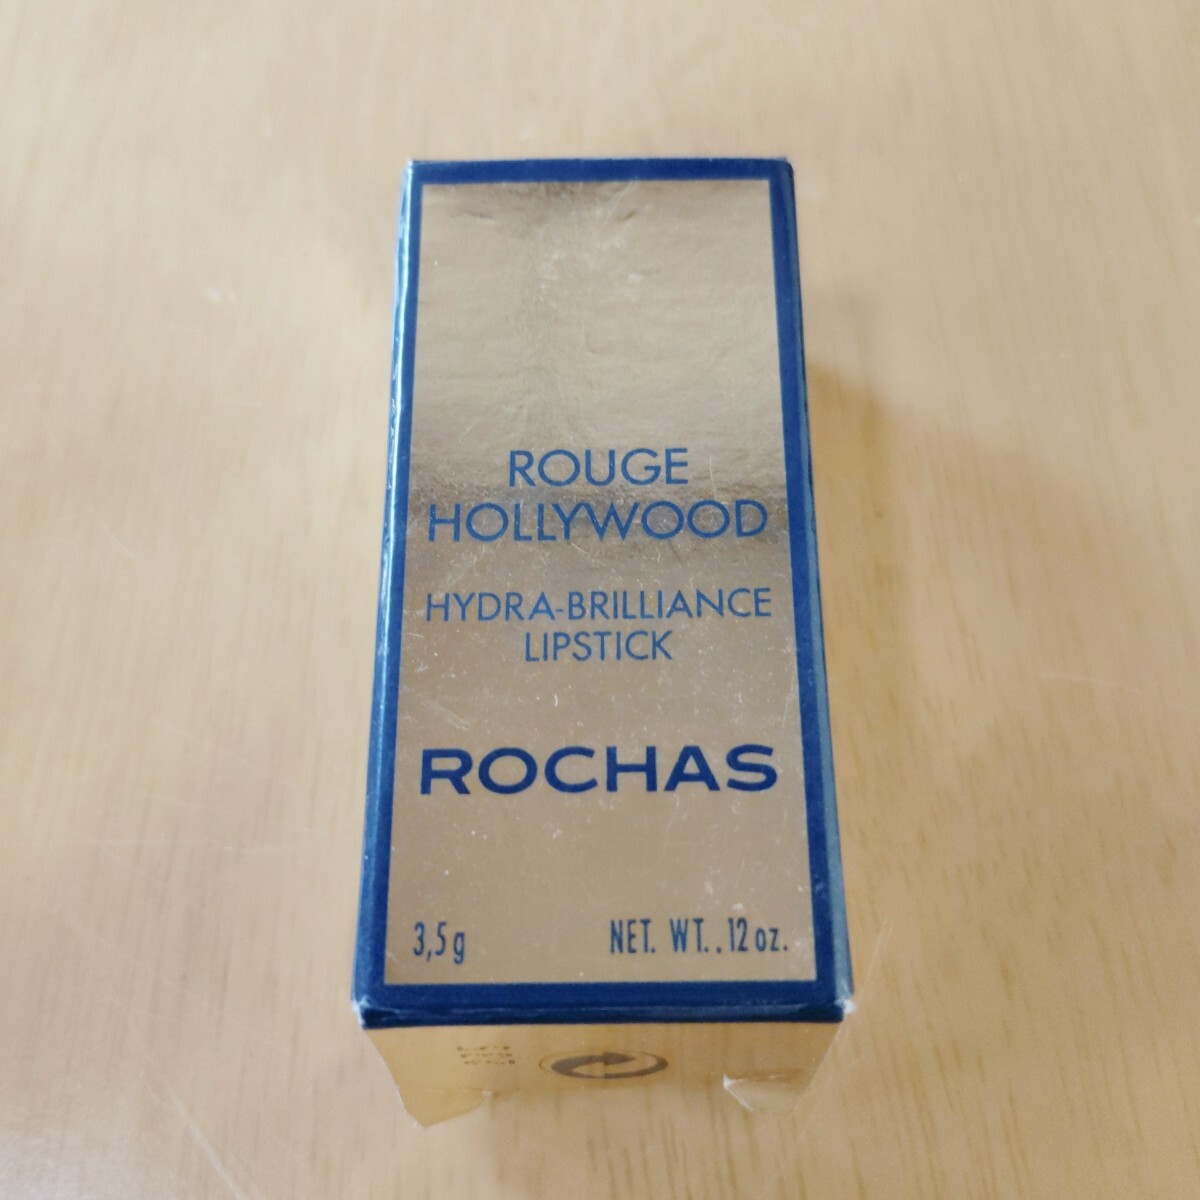 ROUGE
HOLLYWOOD
HYDRA-BRILLIANCE
LIPSTICK
ROCHAS
3,5g NET. WT. .12 oz.